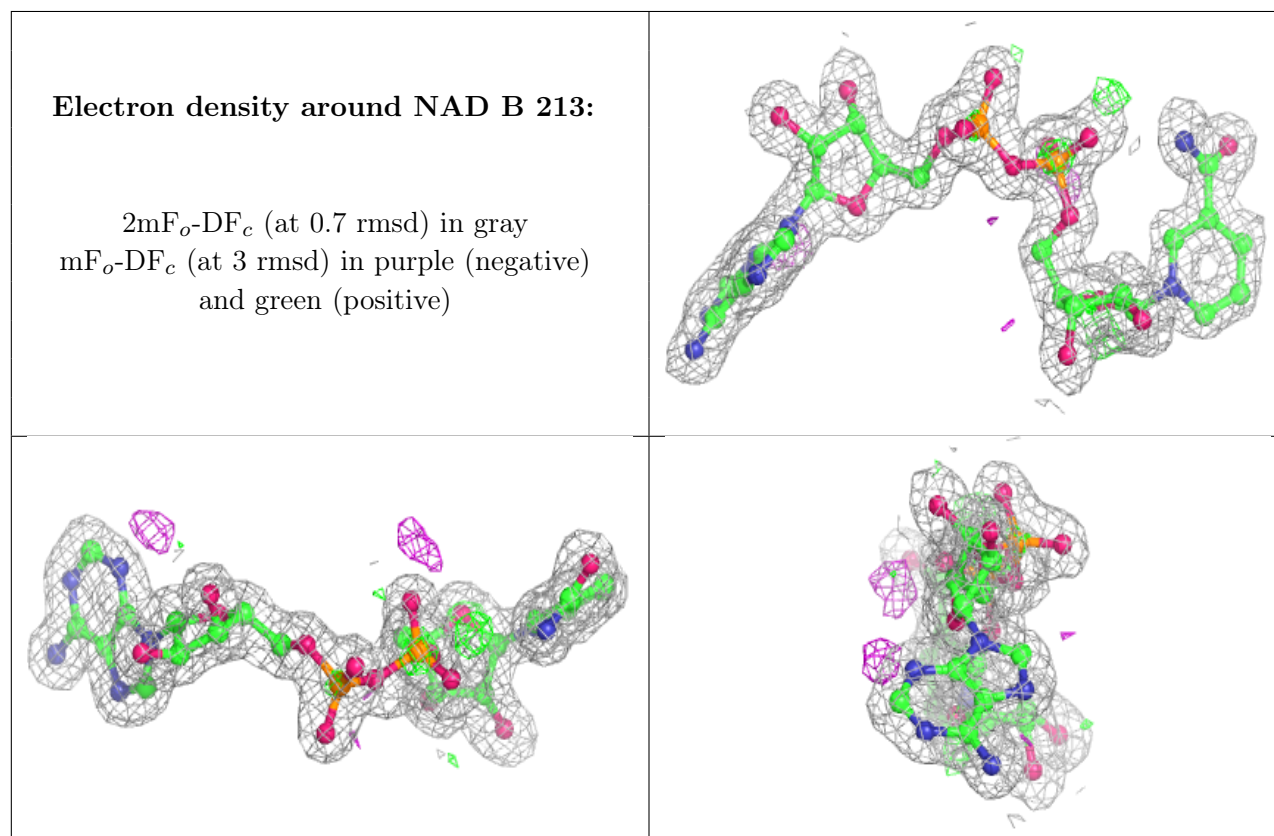 Electron density around NAD B 213:
2mFo-DFc (at 0.7 rmsd) in gray
mFo-DFc (at 3 rmsd) in purple (negative)
and green (positive)